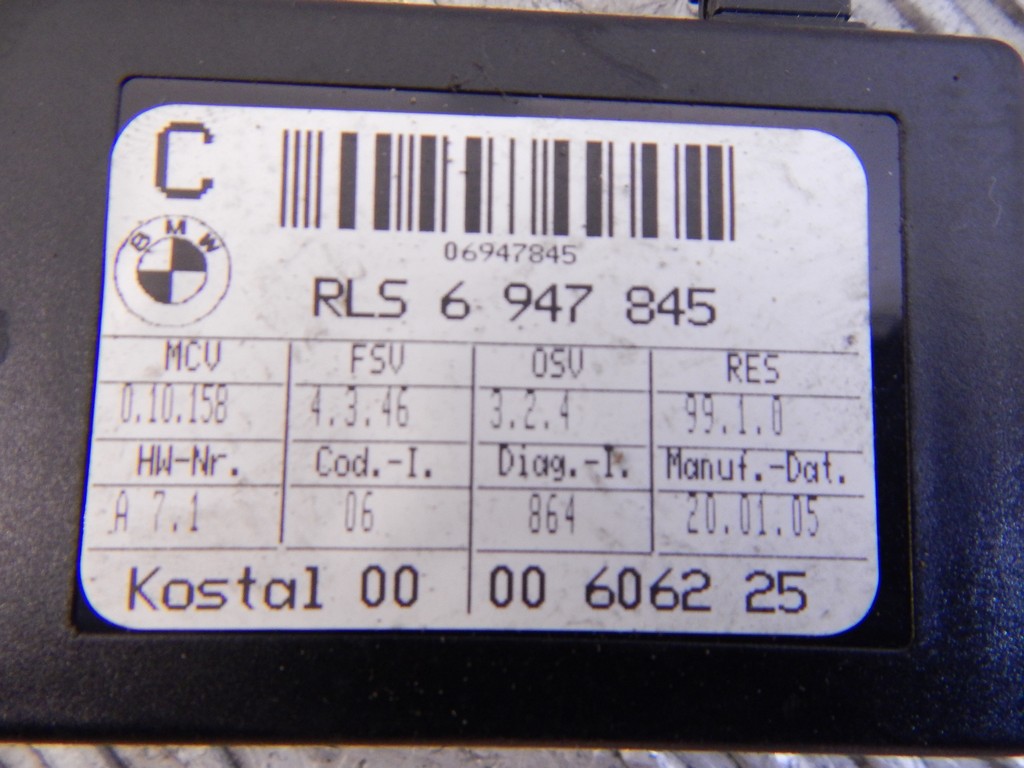 C
BMW
06947845
RLS 6 947 845
MCV FSV OSV RES
0.10.158 4.3.46 3.2.4 99.1.0
HW-Nr. Cod.-I. Diag.-I. Manuf.-Dat.
A 7.1 06 864 20.01.05
Kostal 00 00 6062 25